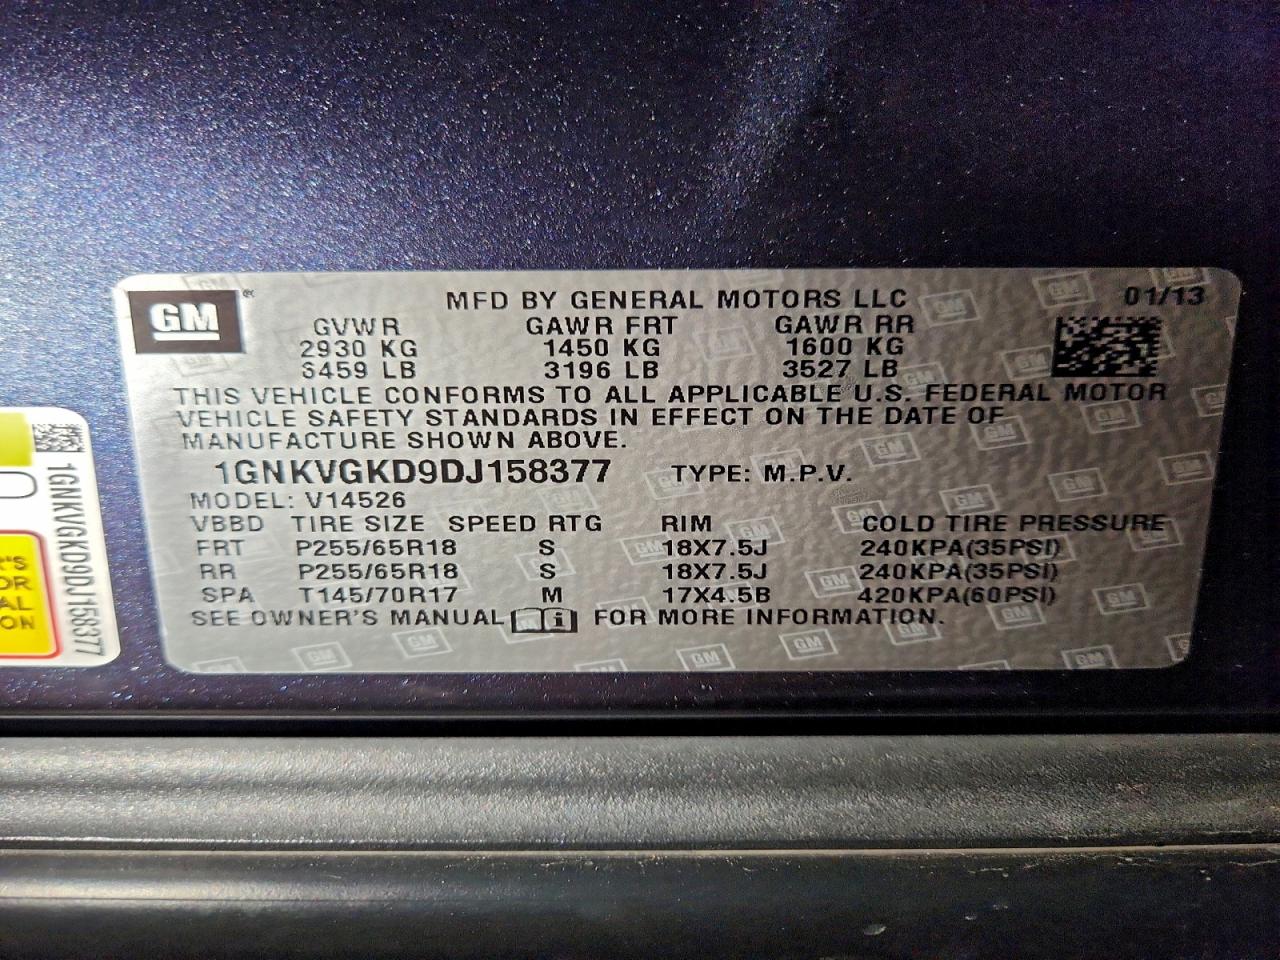 GM
MFD BY GENERAL MOTORS LLC 01/13
GVWR GAWR FRT GAWR RR
2930 KG 1450 KG 1600 KG
6459 LB 3196 LB 3527 LB
THIS VEHICLE CONFORMS TO ALL APPLICABLE U.S. FEDERAL MOTOR
VEHICLE SAFETY STANDARDS IN EFFECT ON THE DATE OF
MANUFACTURE SHOWN ABOVE.
1GNKVGKD9DJ158377 TYPE: M.P.V.
MODEL: V14526
VBBD TIRE SIZE SPEED RTG RIM COLD TIRE PRESSURE
FRT P255/65R18 S 18X7.5J 240KPA(35PSI)
RR P255/65R18 S 18X7.5J 240KPA(35PSI)
SPA T145/70R17 M 17X4.5B 420KPA(60PSI)
SEE OWNER'S MANUAL i FOR MORE INFORMATION.
1GNKVGKD9DJ158377
R'S
OR
AL
ON